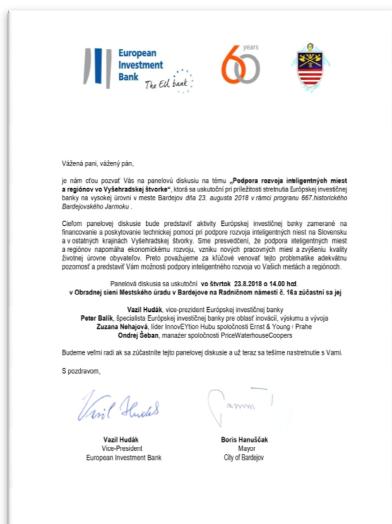 European
Investment
Bank The EU bank
60 years
Vážená pani, vážený pán,
je nám cťou pozvať Vás na panelovú diskusiu na tému „Podpora rozvoja inteligentných miest
a regiónov vo Vyšehradskej štvorke“, ktorá sa uskutoční pri príležitosti stretnutia Európskej investičnej
banky na vysokej úrovni v meste Bardejov dňa 23. augusta 2018 v rámci programu 667.historického
Bardejovského Jarmoku .
Cieľom panelovej diskusie bude predstaviť aktivity Európskej investičnej banky zamerané na
financovanie a poskytovanie technickej pomoci pri podpore rozvoja inteligentných miest na Slovensku
a v ostatných krajinách Vyšehradskej štvorky. Sme presvedčení, že podpora inteligentných miest
a regiónov napomáha ekonomickému rozvoju, vzniku nových pracovných miest a zvýšeniu kvality
životnej úrovne obyvateľov. Preto považujeme za kľúčové venovať tejto problematike adekvátnu
pozornosť a predstaviť Vám možnosti podpory inteligentného rozvoja vo Vašich mestách a regiónoch.
Panelová diskusia sa uskutoční vo štvrtok 23.8.2018 o 14.00 hod.
v Obradnej sieni Mestského úradu v Bardejove na Radničnom námestí č. 16a zúčastní sa jej
Vazil Hudák, vice-prezident Európskej investičnej banky
Peter Balík, špecialista Európskej investičnej banky pre oblasť inovácií, výskumu a vývoja
Zuzana Nehajová, líder InnovEYtion Hubu spoločnosti Ernst & Young v Prahe
Ondrej Šeban, manažér spoločnosti PriceWaterhouseCoopers
Budeme veľmi radi ak sa zúčastníte tejto panelovej diskusie a už teraz sa tešíme na stretnutie s Vami.
S pozdravom,
Vazil Hudák
Vazil Hudák Boris Hanuščak
Vice-President Mayor
European Investment Bank City of Bardejov